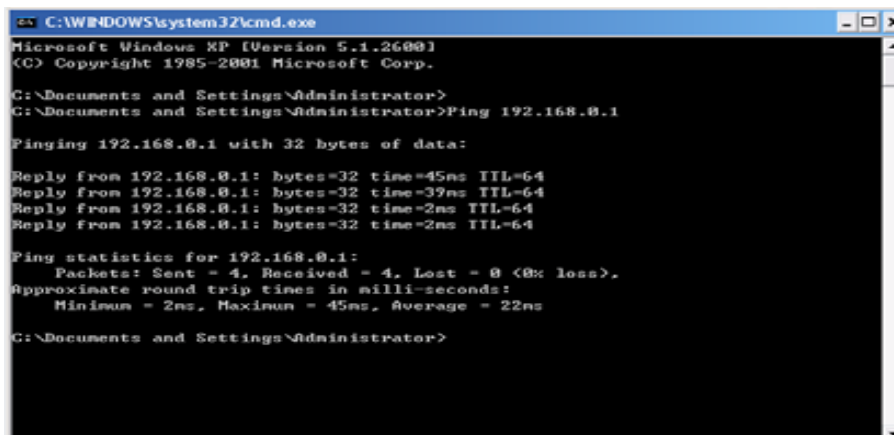 C:\WINDOWS\system32\cmd.exe
Microsoft Windows XP [Version 5.1.2600]
(C) Copyright 1985-2001 Microsoft Corp.
C:\Documents and Settings\Administrator>
C:\Documents and Settings\Administrator>Ping 192.168.0.1
Pinging 192.168.0.1 with 32 bytes of data:
Reply from 192.168.0.1: bytes=32 time=45ms TTL=64
Reply from 192.168.0.1: bytes=32 time=39ms TTL=64
Reply from 192.168.0.1: bytes=32 time=2ms TTL=64
Reply from 192.168.0.1: bytes=32 time=2ms TTL=64
Ping statistics for 192.168.0.1:
Packets: Sent = 4, Received = 4, Lost = 0 (0% loss),
Approximate round trip times in milli-seconds:
Minimum = 2ms, Maximum = 45ms, Average = 22ms
C:\Documents and Settings\Administrator>